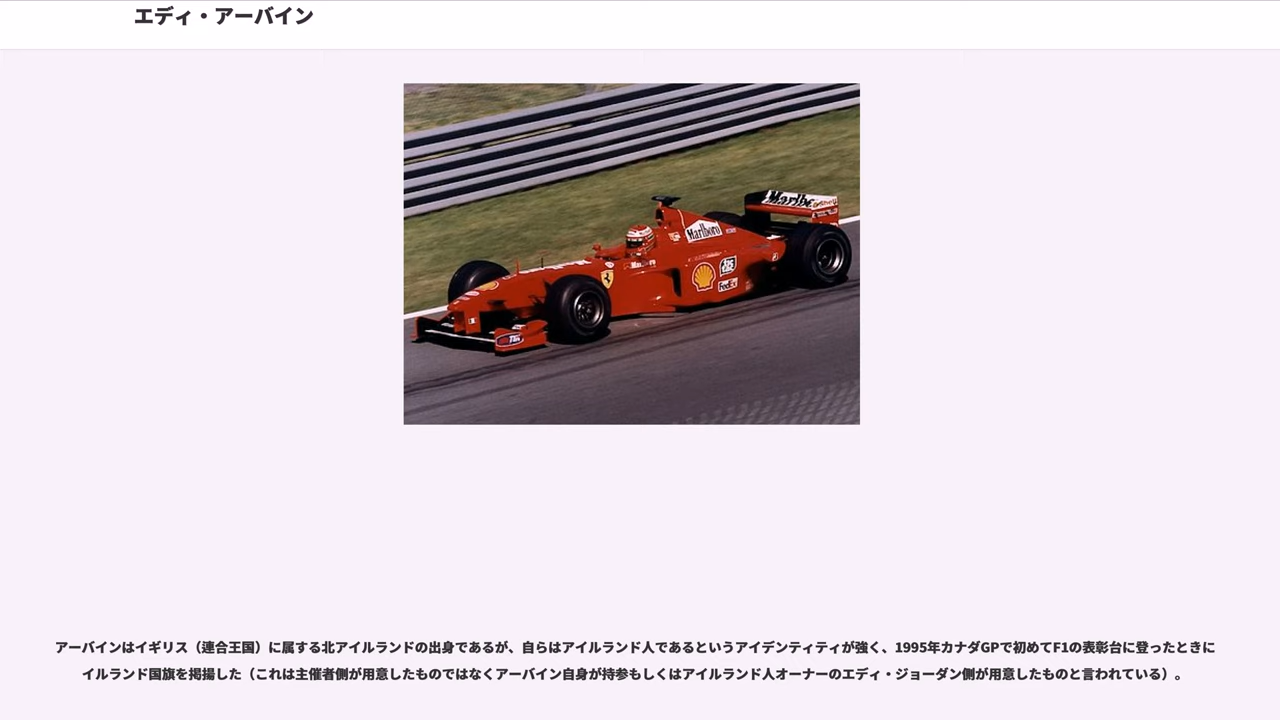 エディ・アーバイン
Marlboro
FedEx
アーバインはイギリス（連合王国）に属する北アイルランドの出身であるが、自らはアイルランド人であるというアイデンティティが強く、1995年カナダGPで初めてF1の表彰台に登ったときに
イルランド国旗を掲揚した（これは主催者側が用意したものではなくアーバイン自身が持参もしくはアイルランド人オーナーのエディ・ジョーダン側が用意したものと言われている）。